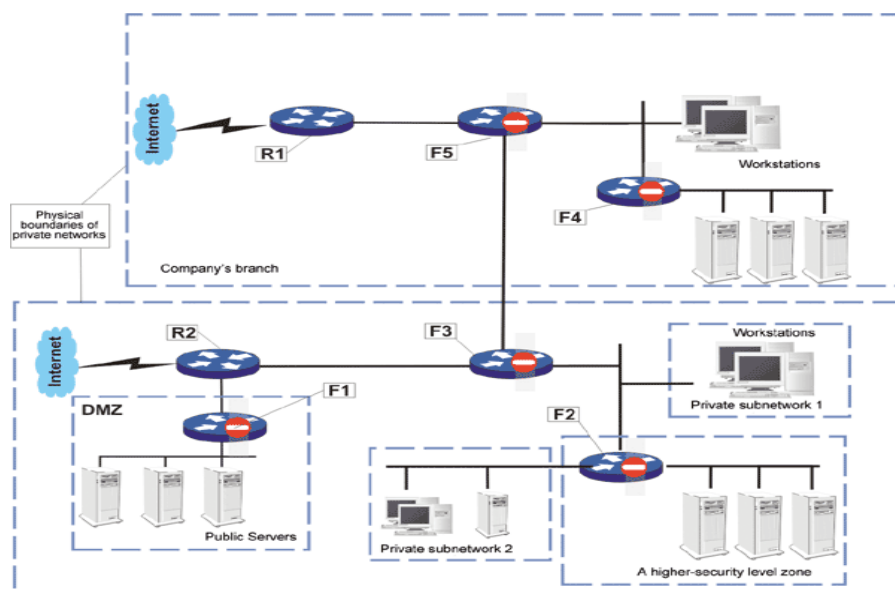 Internet
R1
F5
Workstations
F4
Physical
boundaries of
private networks
Company's branch
Internet
R2
F3
Workstations
Private subnetwork 1
DMZ
F1
F2
Public Servers
Private subnetwork 2
A higher-security level zone